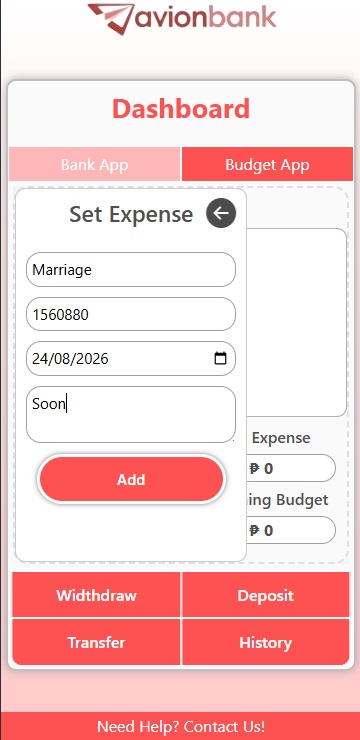 avionbank
Dashboard
Bank App Budget App
Set Expense
Marriage
1560880
24/08/2026
Soon
Expense
₱ 0
ing Budget
₱ 0
Add
Widthdraw Deposit
Transfer History
Need Help? Contact Us!